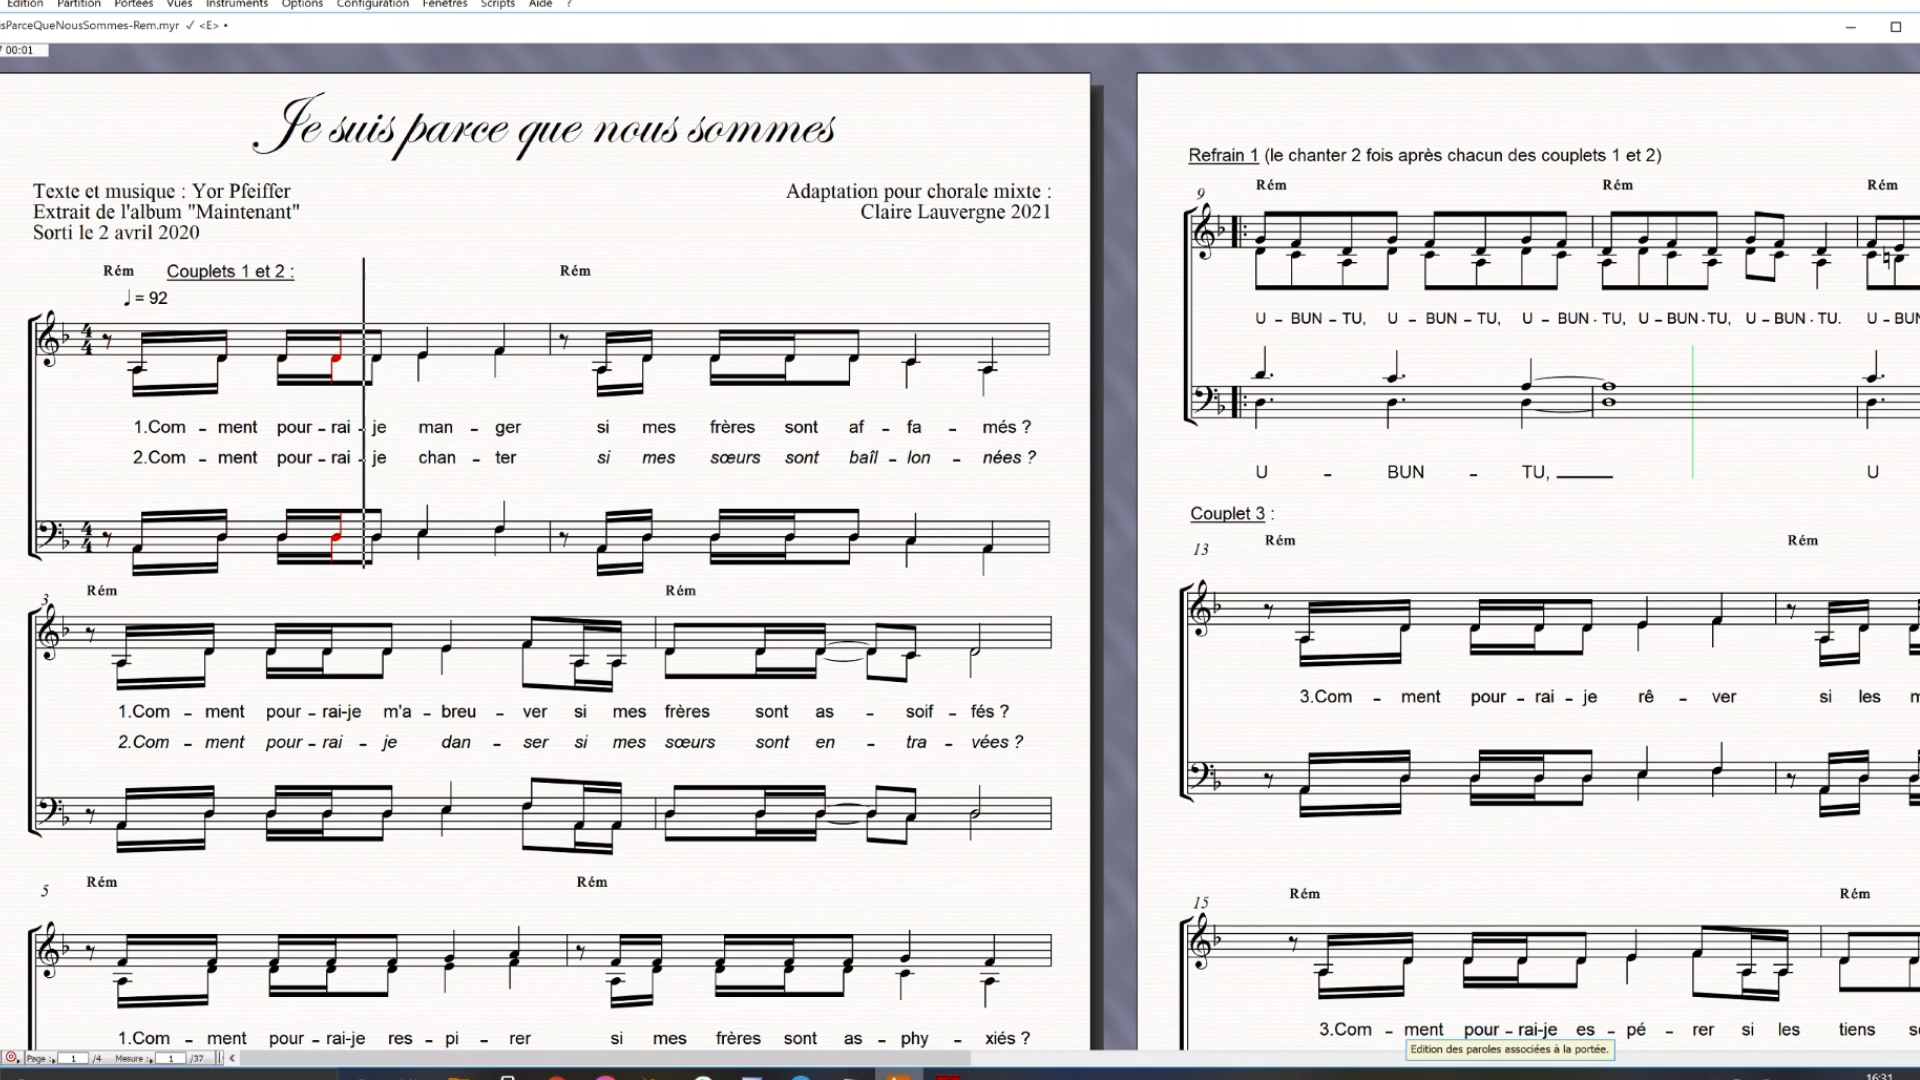 Edition Partition Portées Vues Instruments Options Configuration Fenêtres Scripts Aide ?
sParceQueNousSommes-Rem.myr ✓ <E> •
7 00:01
Je suis parce que nous sommes
Texte et musique : Yor Pfeiffer
Extrait de l'album "Maintenant"
Sorti le 2 avril 2020
Adaptation pour chorale mixte :
Claire Lauvergne 2021
Rém Couplets 1 et 2 : Rém
♩ = 92
4 4
1.Com - ment pour - rai - je man - ger si mes frères sont af - fa - més ?
2.Com - ment pour - rai - je chan - ter si mes sœurs sont baîl - lon - nées ?
4 4
Rém Rém
3
1.Com - ment pour - rai-je m'a - breu - ver si mes frères sont as - soif - fés ?
2.Com - ment pour - rai - je dan - ser si mes sœurs sont en - tra - vées ?
Rém Rém
5
1.Com - ment pour - rai-je res - pi - rer si mes frères sont as - phy - xiés ?
Refrain 1 (le chanter 2 fois après chacun des couplets 1 et 2)
Rém Rém Rém
9
U - BUN - TU, U - BUN - TU, U - BUN - TU, U - BUN - TU, U - BUN - TU. U - BUN
U - BUN - TU, U
Couplet 3 :
Rém Rém
13
3.Com - ment pour - rai - je rê - ver si les
Rém Rém
15
3.Com - ment pour - rai-je es - pé - rer si les tiens
Edition des paroles associées à la portée.
Page : 1 /4 Mesure : 1 /37
16:31